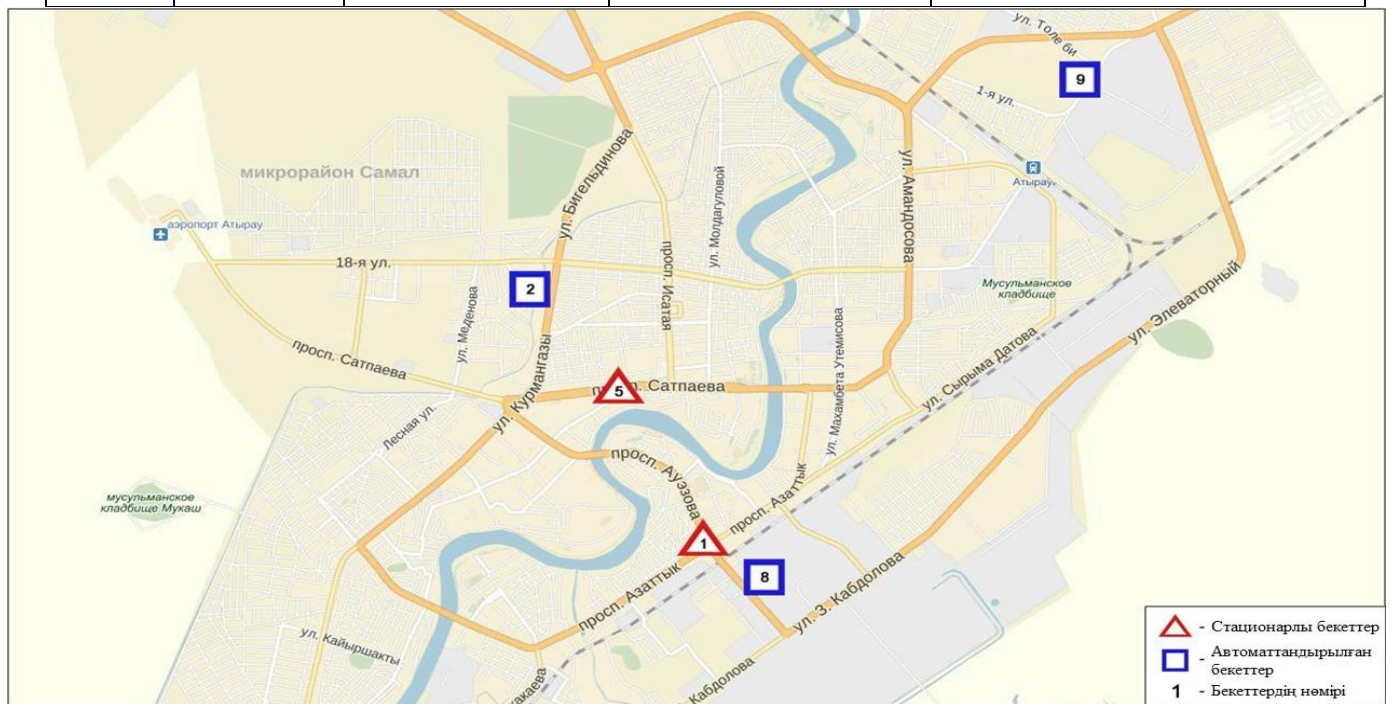 ул. Толе би
9
1-я ул.
Атырау
ул. Бигельдинова
микрорайон Самал
ул. Молдагуловой
ул. Амандосова
аэропорт Атырау
просп. Исатая
18-я ул.
2
Мусульманское
кладбище
ул. Элеваторный
ул. Меденова
ул. Махамбета Утемисова
просп. Сатпаева
ул. Сырыма Датова
5
Сатпаева
ул. Курмангазы
Лесная ул.
просп. Ауэзова
мусульманское
кладбище Мукаш
просп. Азаттык
1
8
просп. Азаттык
ул. З. Кабдолова
ул. Кайыршакты
Кабдолова
- Стационарлы бекеттер
- Автоматтандырылған
бекеттер
1 - Бекеттердің нөмірі